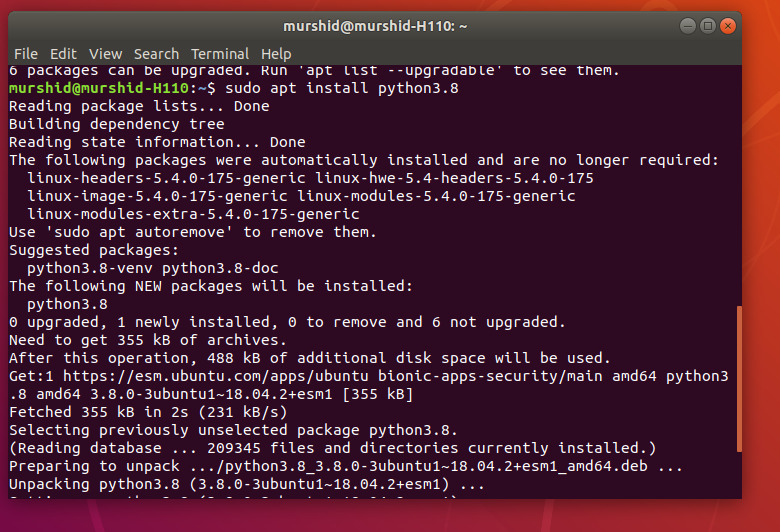 murshid@murshid-H110: ~
File Edit View Search Terminal Help
6 packages can be upgraded. Run 'apt list --upgradable' to see them.
murshid@murshid-H110:~$ sudo apt install python3.8
Reading package lists... Done
Building dependency tree
Reading state information... Done
The following packages were automatically installed and are no longer required:
  linux-headers-5.4.0-175-generic linux-hwe-5.4-headers-5.4.0-175
  linux-image-5.4.0-175-generic linux-modules-5.4.0-175-generic
  linux-modules-extra-5.4.0-175-generic
Use 'sudo apt autoremove' to remove them.
Suggested packages:
  python3.8-venv python3.8-doc
The following NEW packages will be installed:
  python3.8
0 upgraded, 1 newly installed, 0 to remove and 6 not upgraded.
Need to get 355 kB of archives.
After this operation, 488 kB of additional disk space will be used.
Get:1 https://esm.ubuntu.com/apps/ubuntu bionic-apps-security/main amd64 python3
.8 amd64 3.8.0-3ubuntu1~18.04.2+esm1 [355 kB]
Fetched 355 kB in 2s (231 kB/s)
Selecting previously unselected package python3.8.
(Reading database ... 209345 files and directories currently installed.)
Preparing to unpack .../python3.8_3.8.0-3ubuntu1~18.04.2+esm1_amd64.deb ...
Unpacking python3.8 (3.8.0-3ubuntu1~18.04.2+esm1) ...